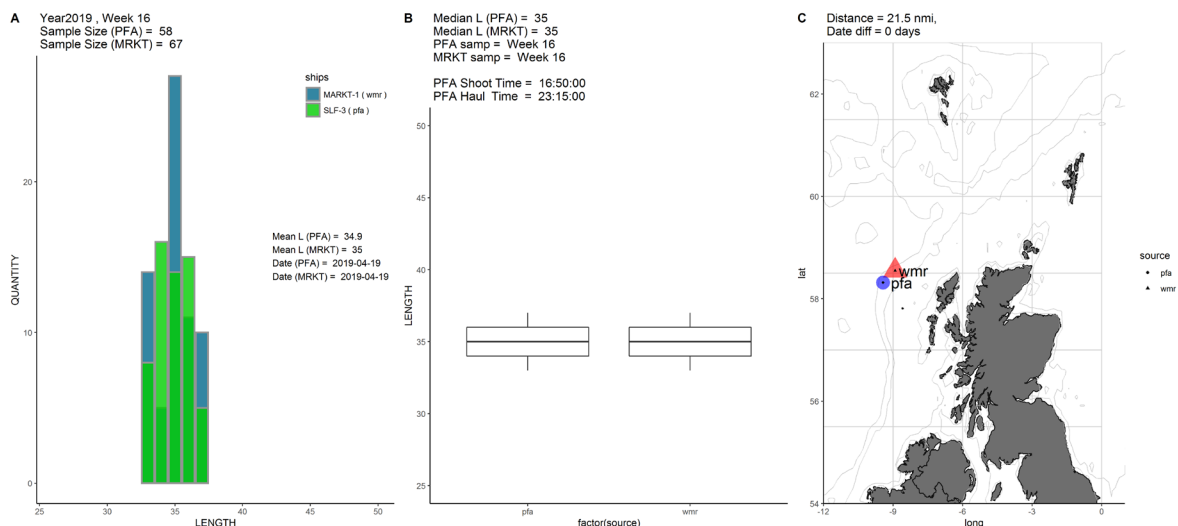 A
Year2019 , Week 16
Sample Size (PFA) = 58
Sample Size (MRKT) = 67
ships
MARKT-1 ( wmr )
SLF-3 ( pfa )
Mean L (PFA) = 34.9
Mean L (MRKT) = 35
Date (PFA) = 2019-04-19
Date (MRKT) = 2019-04-19
QUANTITY
20
10
0
25
30
35
40
45
50
LENGTH
B
Median L (PFA) = 35
Median L (MRKT) = 35
PFA samp = Week 16
MRKT samp = Week 16
PFA Shoot Time = 16:50:00
PFA Haul Time = 23:15:00
LENGTH
50
45
40
35
30
25
pfa
wmr
factor(source)
C
Distance = 21.5 nmi,
Date diff = 0 days
lat
62
60
58
56
54
wmr
pfa
-12
-9
-6
-3
0
long
source
pfa
wmr